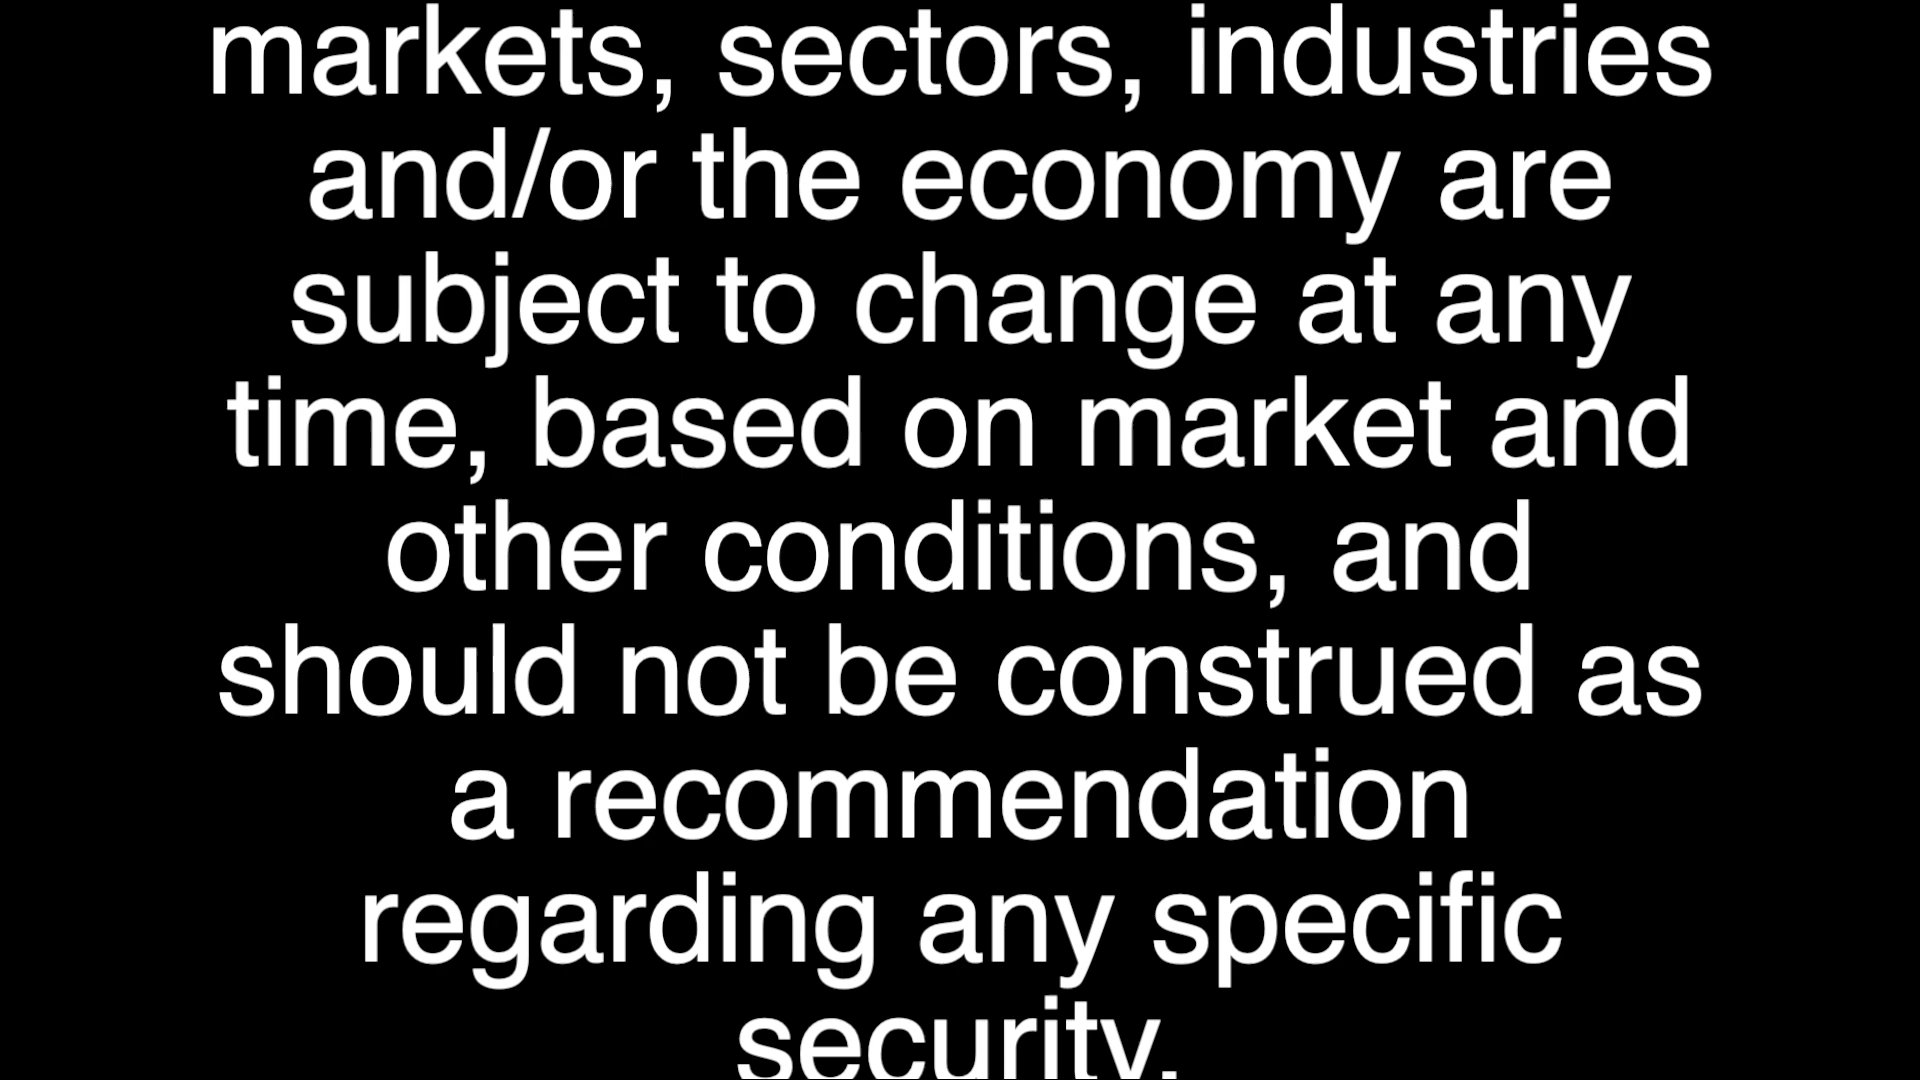 markets, sectors, industries
and/or the economy are
subject to change at any
time, based on market and
other conditions, and
should not be construed as
a recommendation
regarding any specific
security.